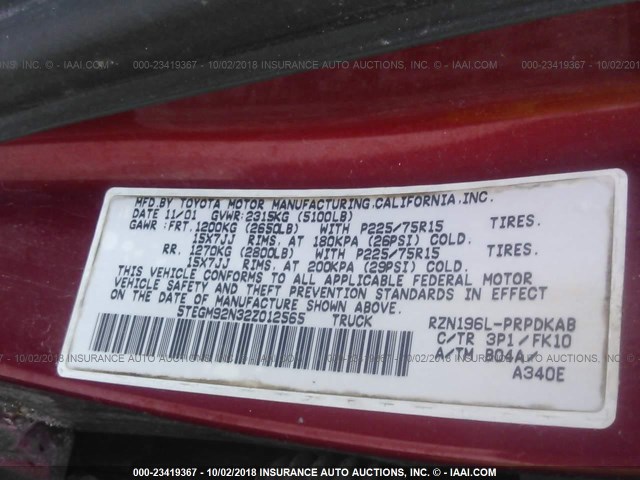 000-23419367 - 10/02/2018 INSURANCE AUTO AUCTIONS, INC. - © IAAI.COM
MFD.BY TOYOTA MOTOR MANUFACTURING,CALIFORNIA,INC.
DATE 11/01 GVWR:2315KG (5100LB)
GAWR :FRT.1200KG (2650LB) WITH P225/75R15 TIRES.
15X7JJ RIMS. AT 180KPA (26PSI) COLD.
RR. 1270KG (2800LB) WITH P225/75R15 TIRES.
15X7JJ RIMS. AT 200KPA (29PSI) COLD.
THIS VEHICLE CONFORMS TO ALL APPLICABLE FEDERAL MOTOR
VEHICLE SAFETY AND THEFT PREVENTION STANDARDS IN EFFECT
ON THE DATE OF MANUFACTURE SHOWN ABOVE.
5TEGM92N32Z012565 TRUCK RZN196L-PRPDKAB
C/TR 3P1/FK10
A/TM B04A/
A340E
000-23419367 - 10/02/2018 INSURANCE AUTO AUCTIONS, INC. - © IAAI.COM